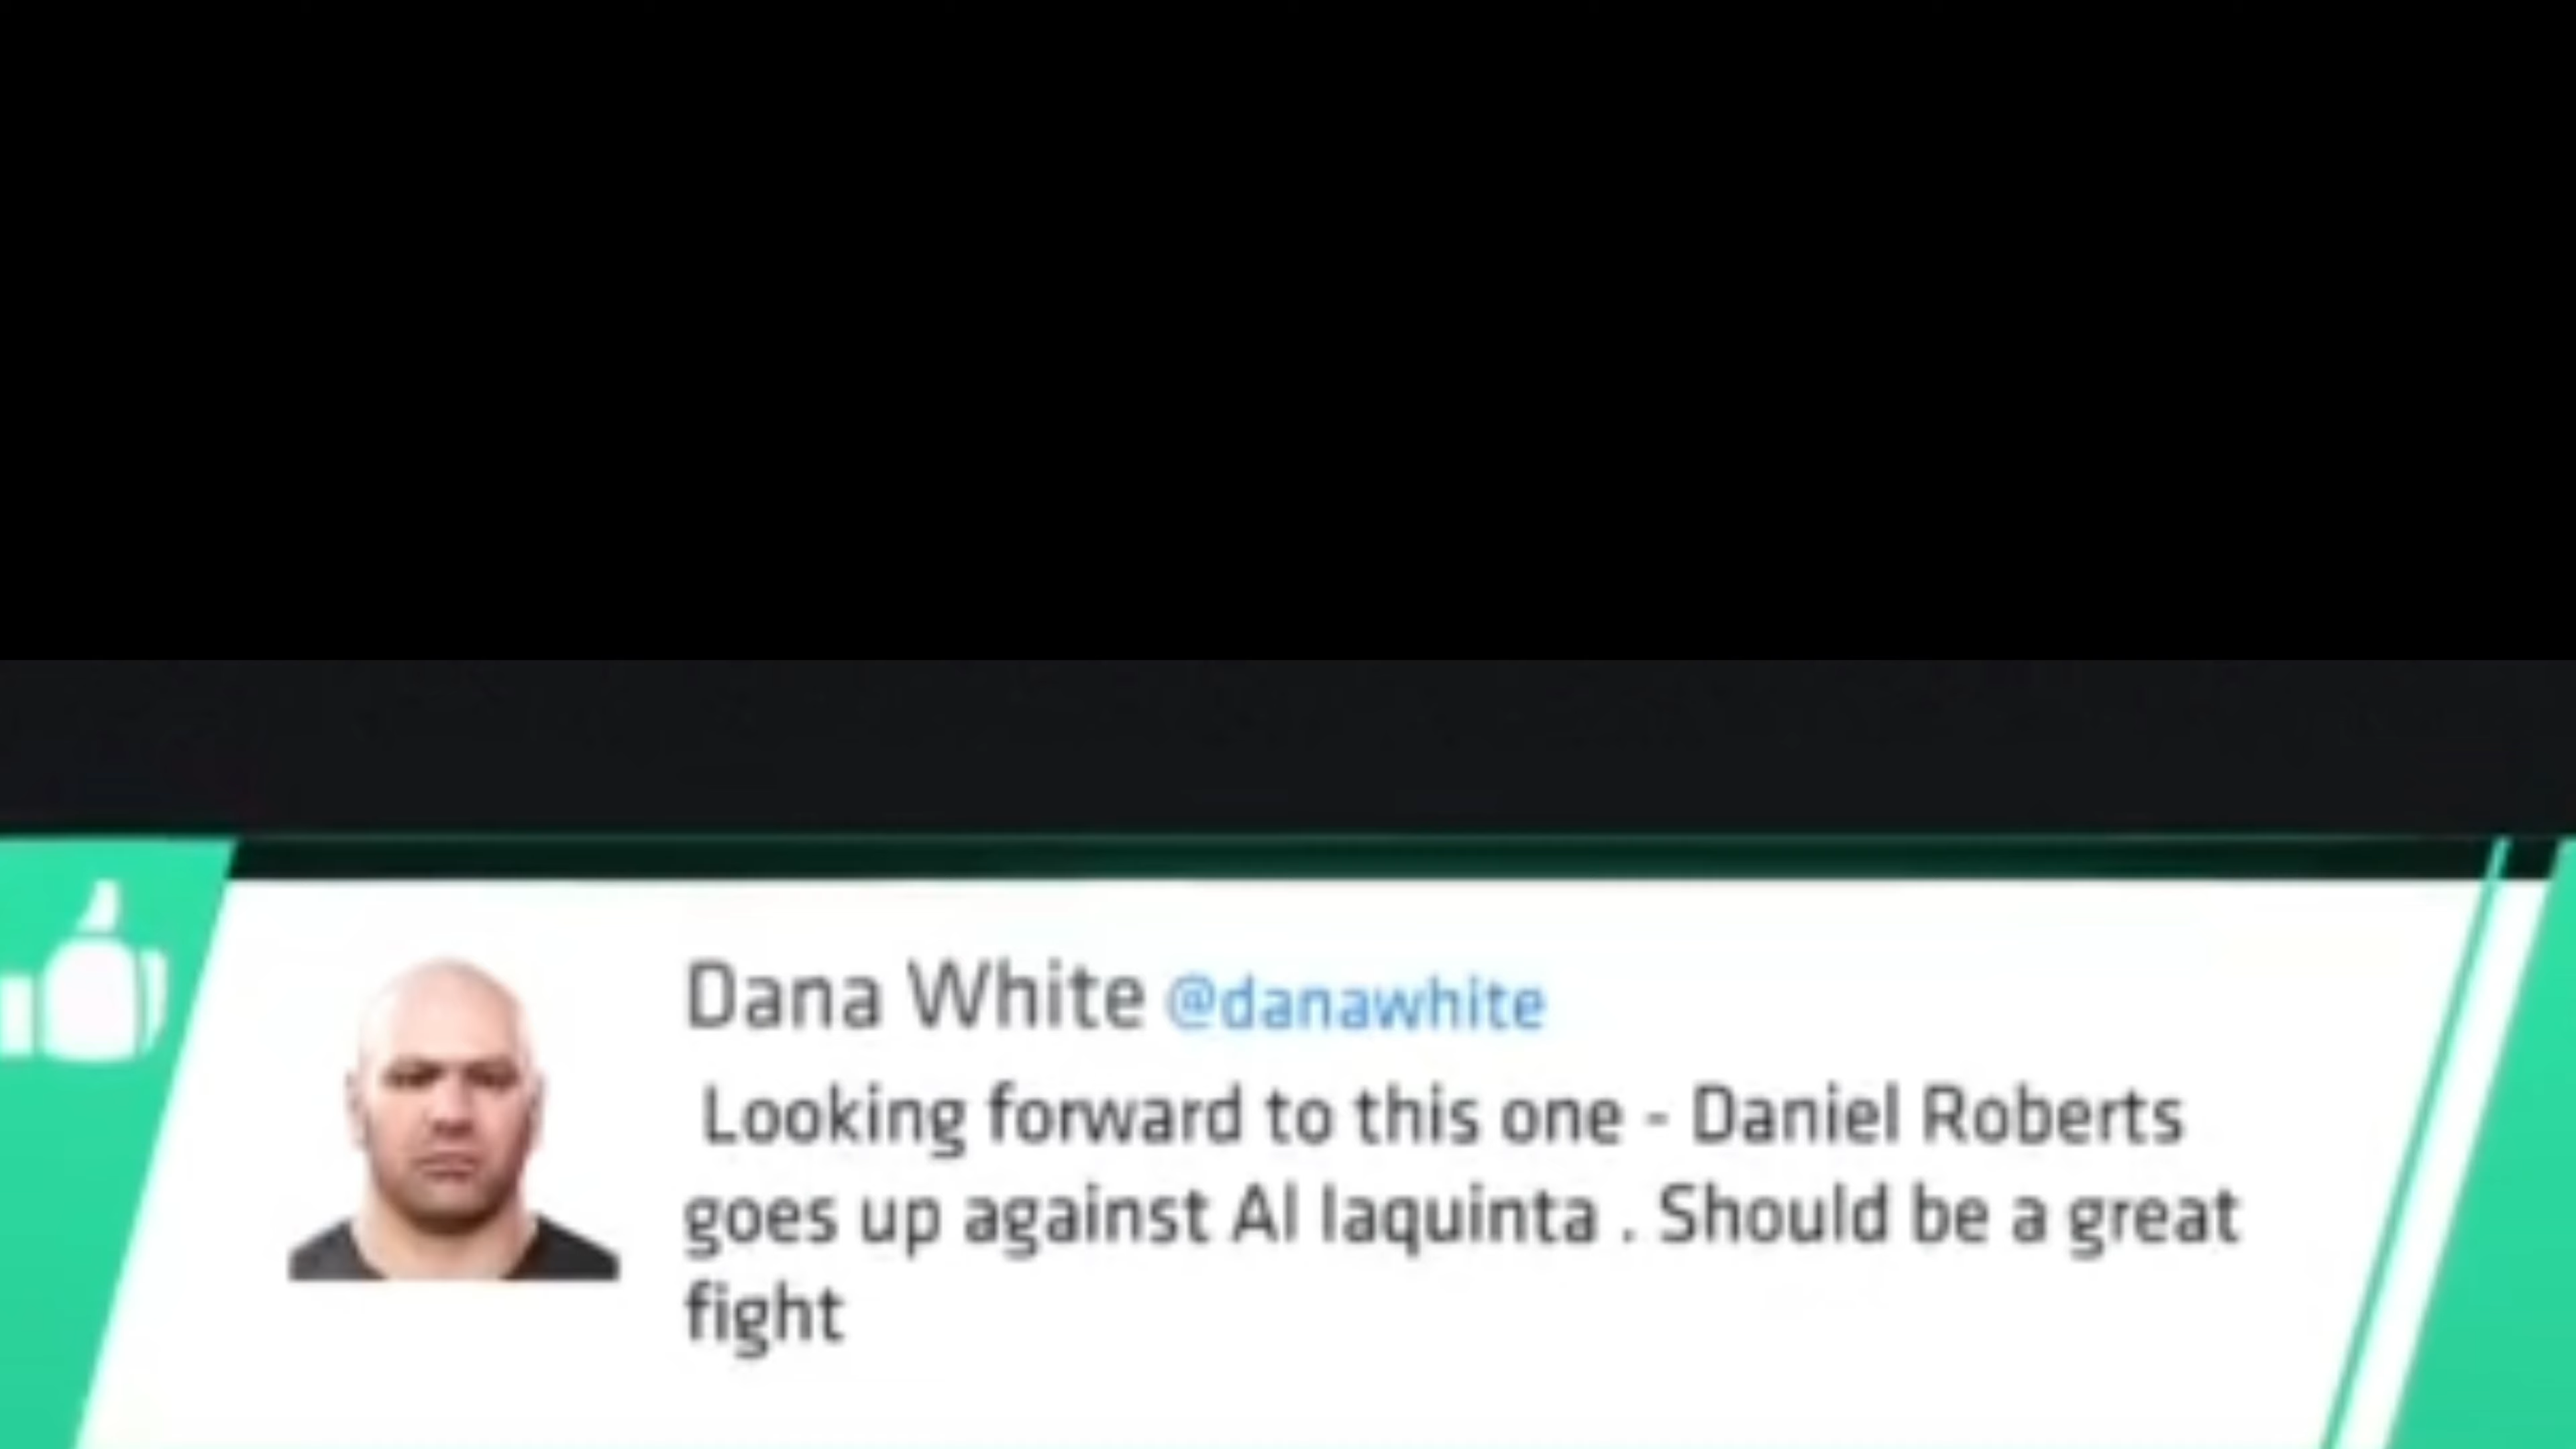 Dana White @danawhite
Looking forward to this one - Daniel Roberts
goes up against Al Iaquinta . Should be a great
fight